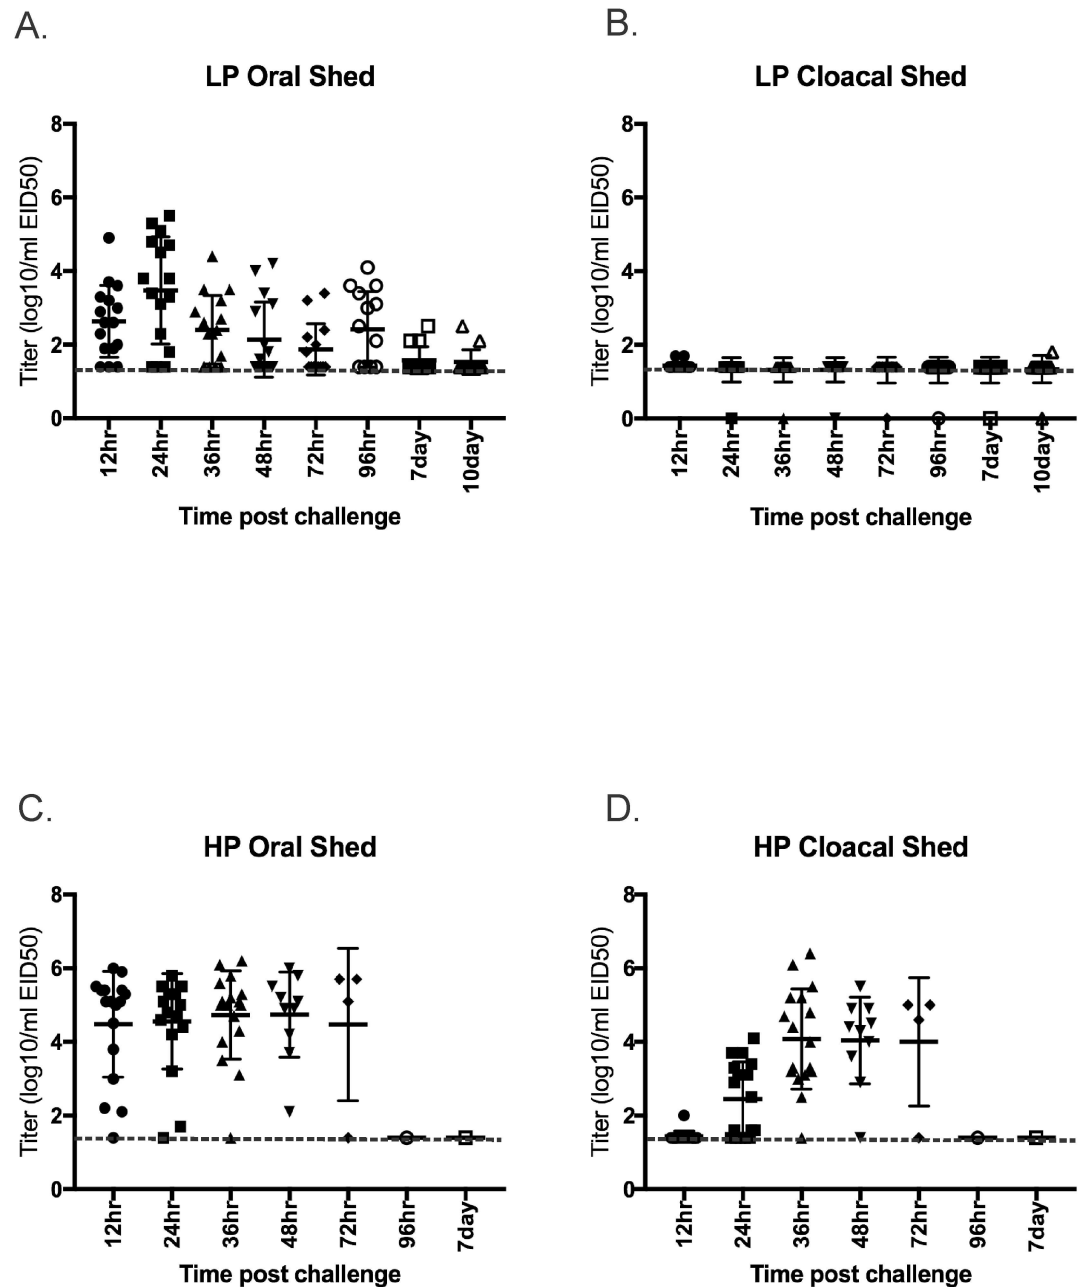 A.
LP Oral Shed
Titer (log10/ml EID50)
8
6
4
2
0
12hr
24hr
36hr
48hr
72hr
96hr
7day
10day
Time post challenge
B.
LP Cloacal Shed
Titer (log10/ml EID50)
8
6
4
2
0
12hr
24hr
36hr
48hr
72hr
96hr
7day
10day
Time post challenge
C.
HP Oral Shed
Titer (log10/ml EID50)
8
6
4
2
0
12hr
24hr
36hr
48hr
72hr
96hr
7day
Time post challenge
D.
HP Cloacal Shed
Titer (log10/ml EID50)
8
6
4
2
0
12hr
24hr
36hr
48hr
72hr
96hr
7day
Time post challenge